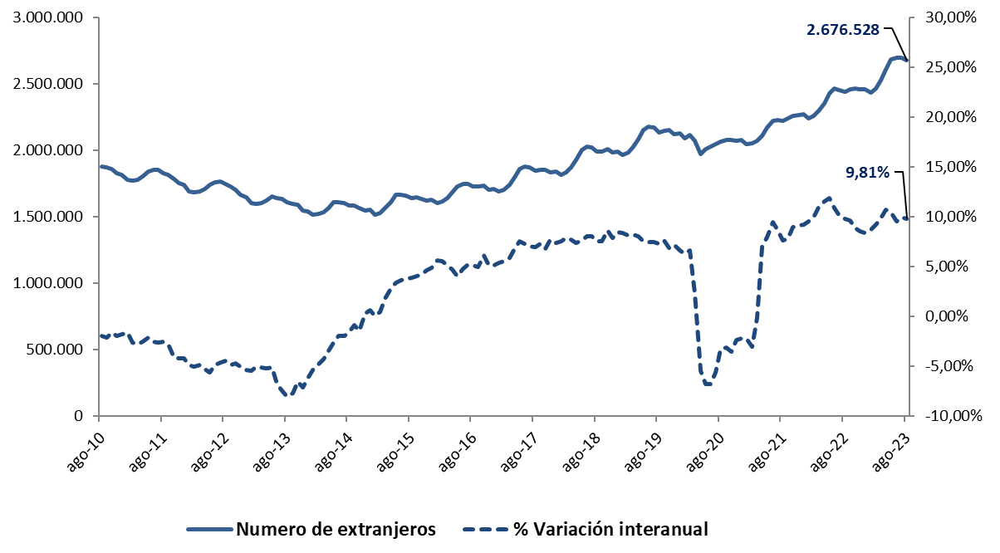 3.000.000
2.500.000
2.000.000
1.500.000
1.000.000
500.000
0
30,00%
25,00%
20,00%
15,00%
10,00%
5,00%
0,00%
-5,00%
-10,00%
2.676.528
9,81%
ago-10
ago-11
ago-12
ago-13
ago-14
ago-15
ago-16
ago-17
ago-18
ago-19
ago-20
ago-21
ago-22
ago-23
Numero de extranjeros
% Variación interanual